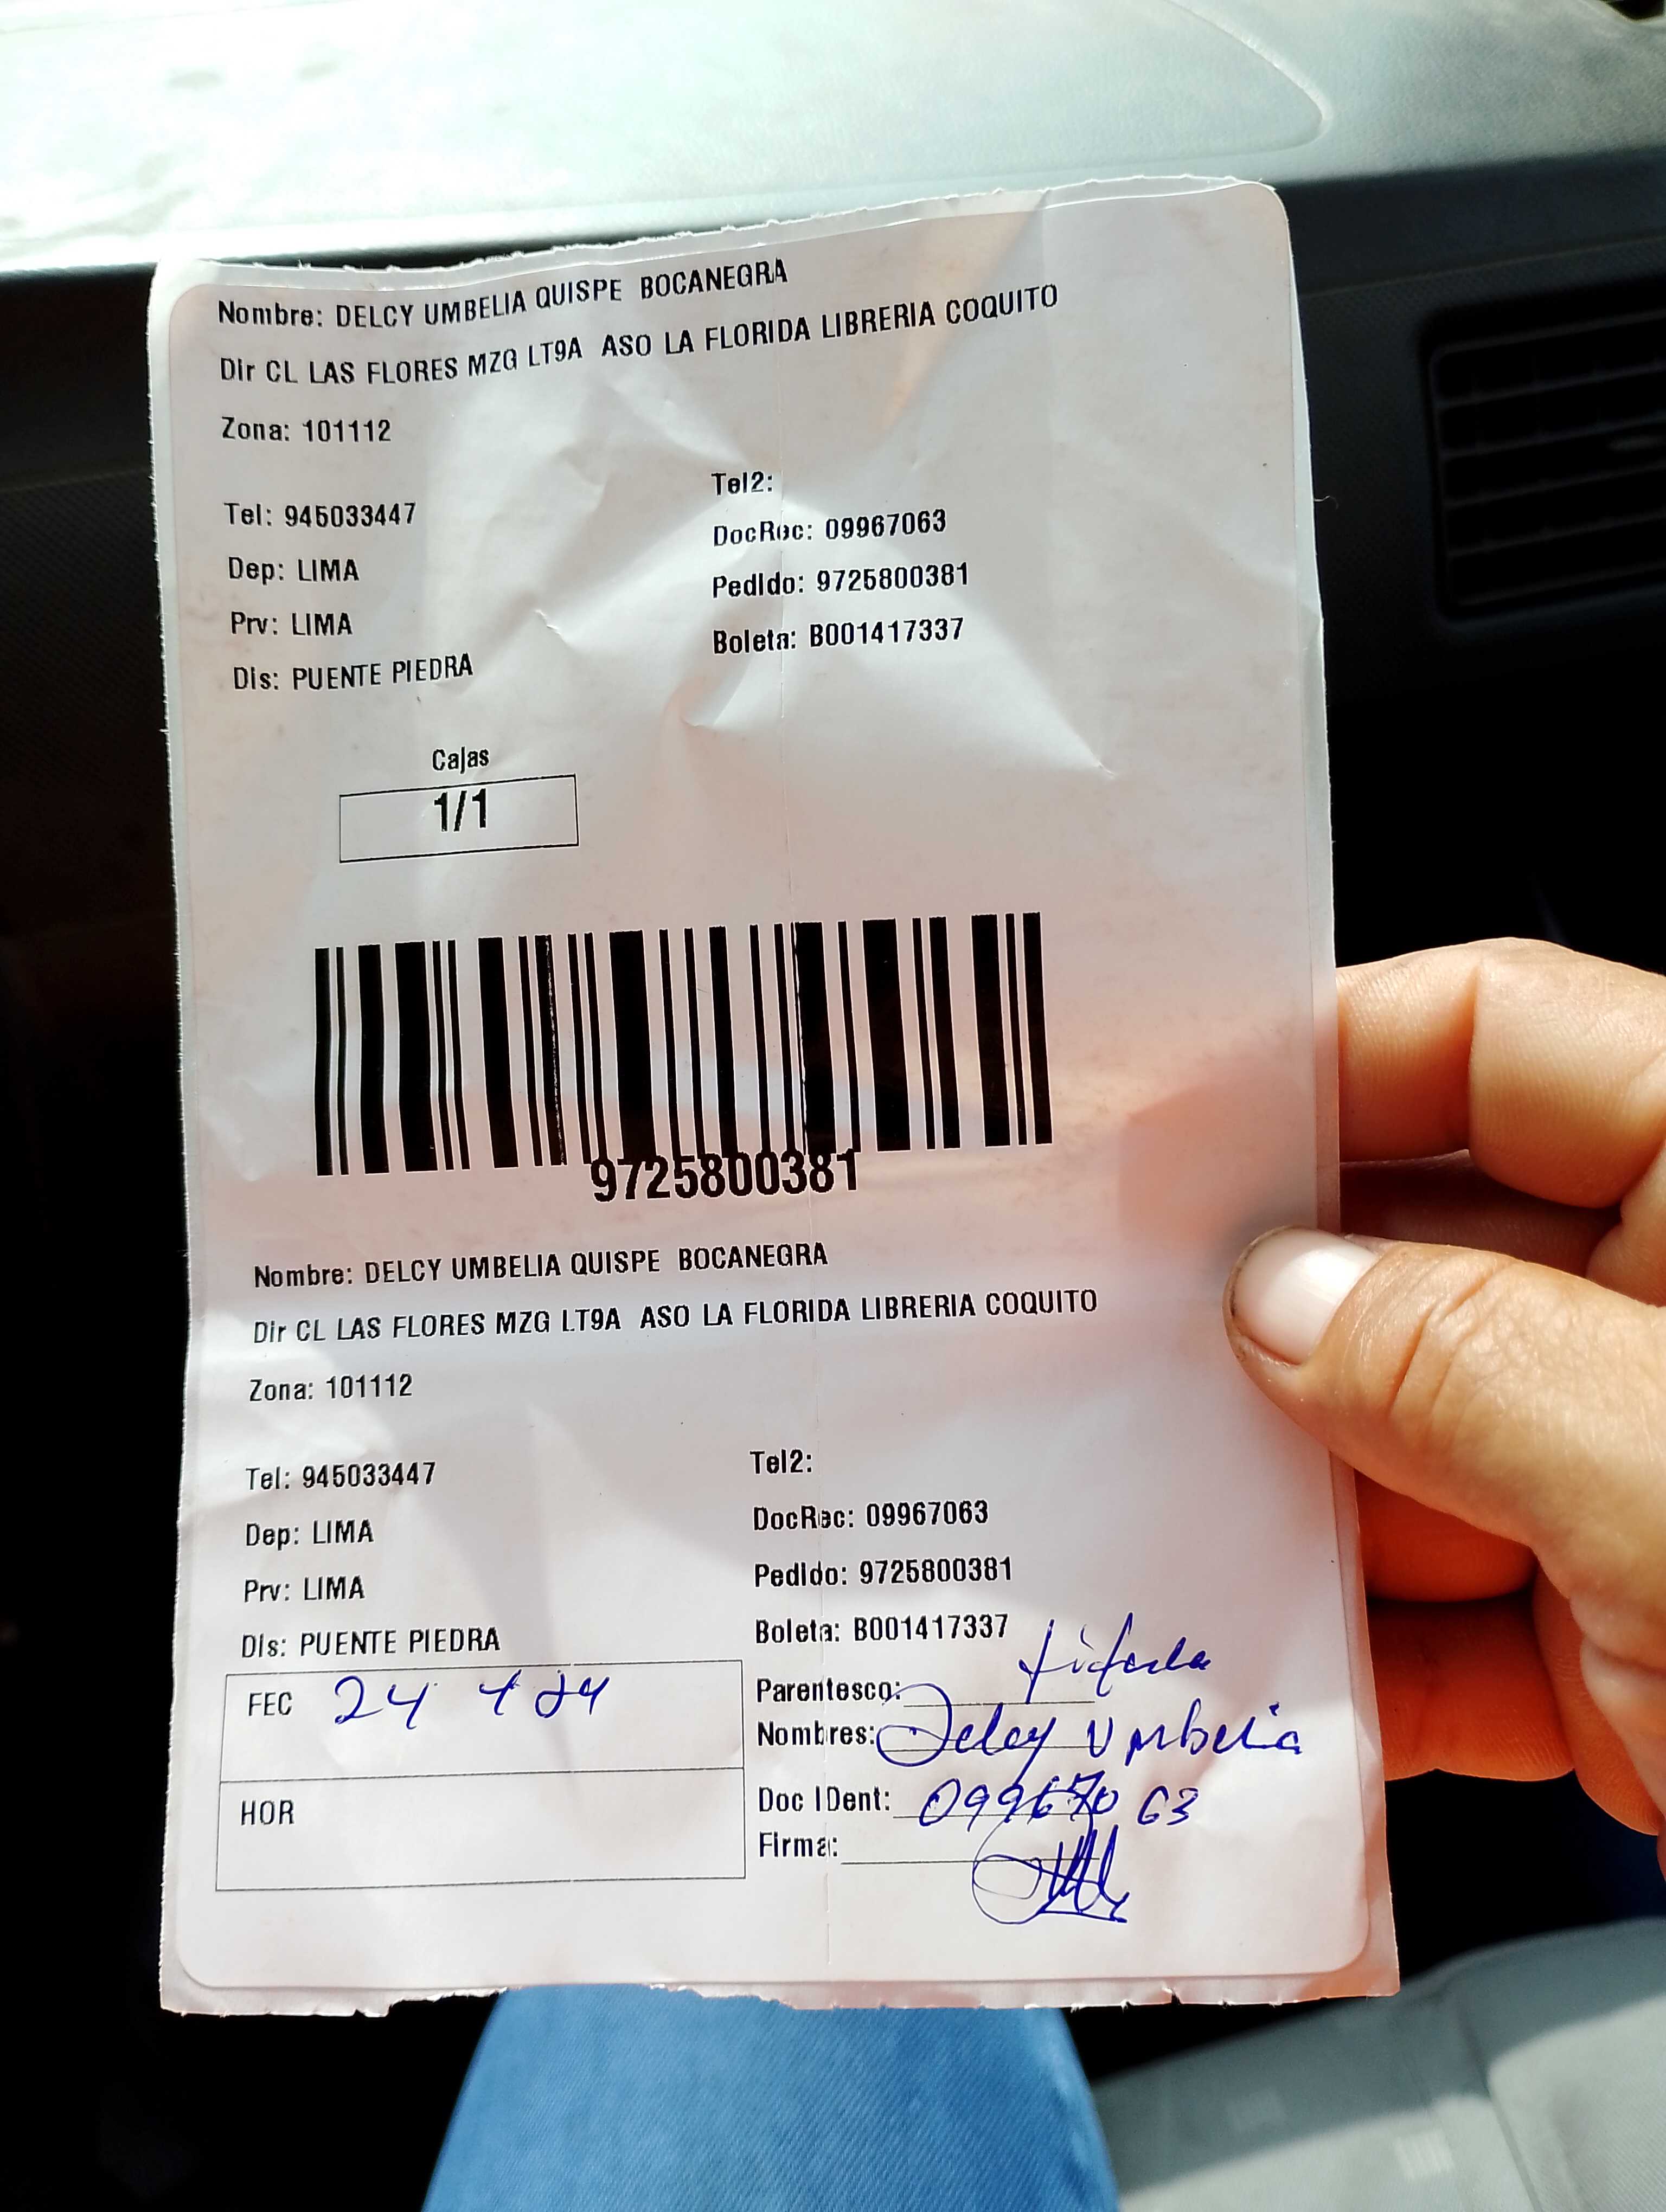 Nombre: DELCY UMBELIA QUISPE BOCANEGRA
Dir CL LAS FLORES MZG LT9A ASO LA FLORIDA LIBRERIA COQUITO
Zona: 101112
Tel2:
Tel: 945033447
DocRec: 09967063
Dep: LIMA
Pedido: 9725800381
Prv: LIMA
Boleta: B001417337
Dis: PUENTE PIEDRA
Cajas
1/1
9725800381
Nombre: DELCY UMBELIA QUISPE BOCANEGRA
Dir CL LAS FLORES MZG LT9A ASO LA FLORIDA LIBRERIA COQUITO
Zona: 101112
Tel2:
Tel: 945033447
DocRec: 09967063
Dep: LIMA
Pedido: 9725800381
Prv: LIMA
Boleta: B001417337
Dis: PUENTE PIEDRA
FEC 24 4 24
HOR
Parentesco:
Nombres: Delcy Umbelia
Doc IDent: 09967063
Firma: